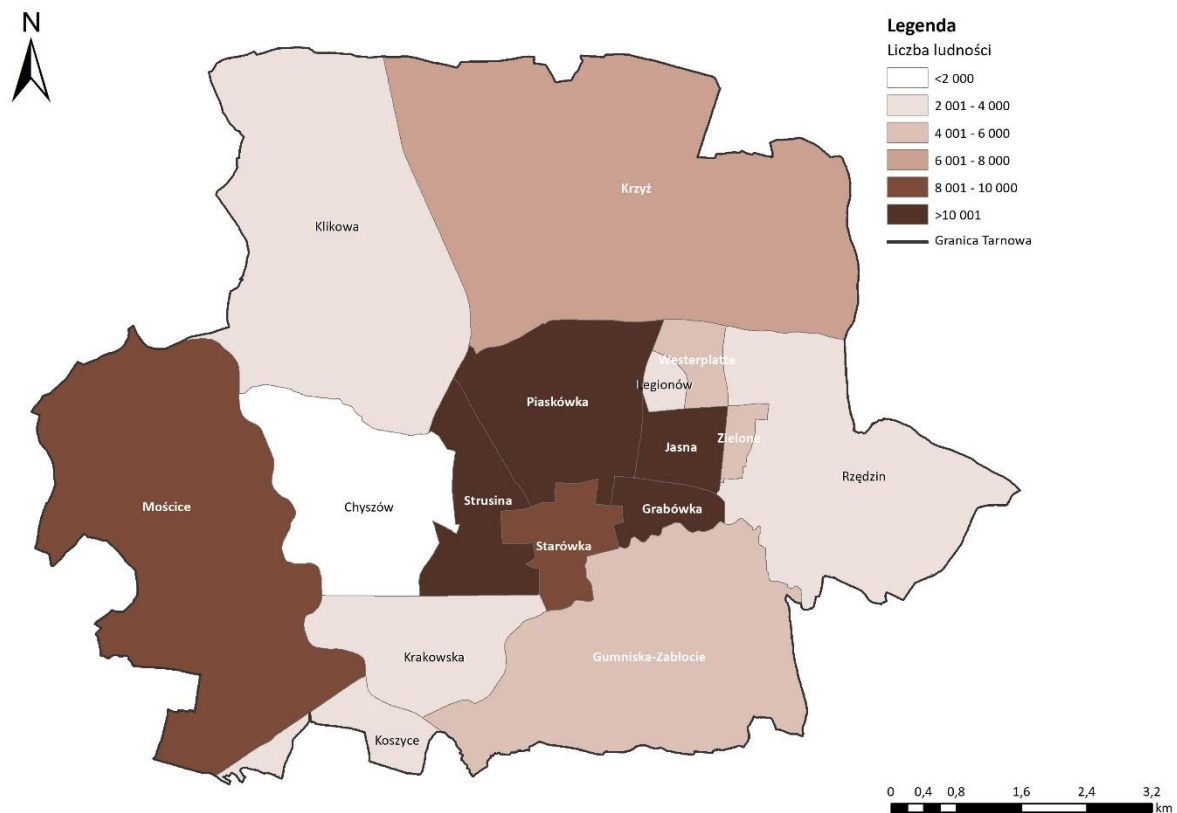 N
Legenda
Liczba ludności
<2 000
2 001 - 4 000
4 001 - 6 000
6 001 - 8 000
8 001 - 10 000
>10 001
Granica Tarnowa
Krzyż
Klikowa
Westerplatte
Legionów
Piaskówka
Zielone
Jasna
Rzędzin
Strusina
Mościce
Chyszów
Grabówka
Starówka
Krakowska
Gumniska-Zabłocie
Koszyce
0 0,4 0,8 1,6 2,4 3,2
km